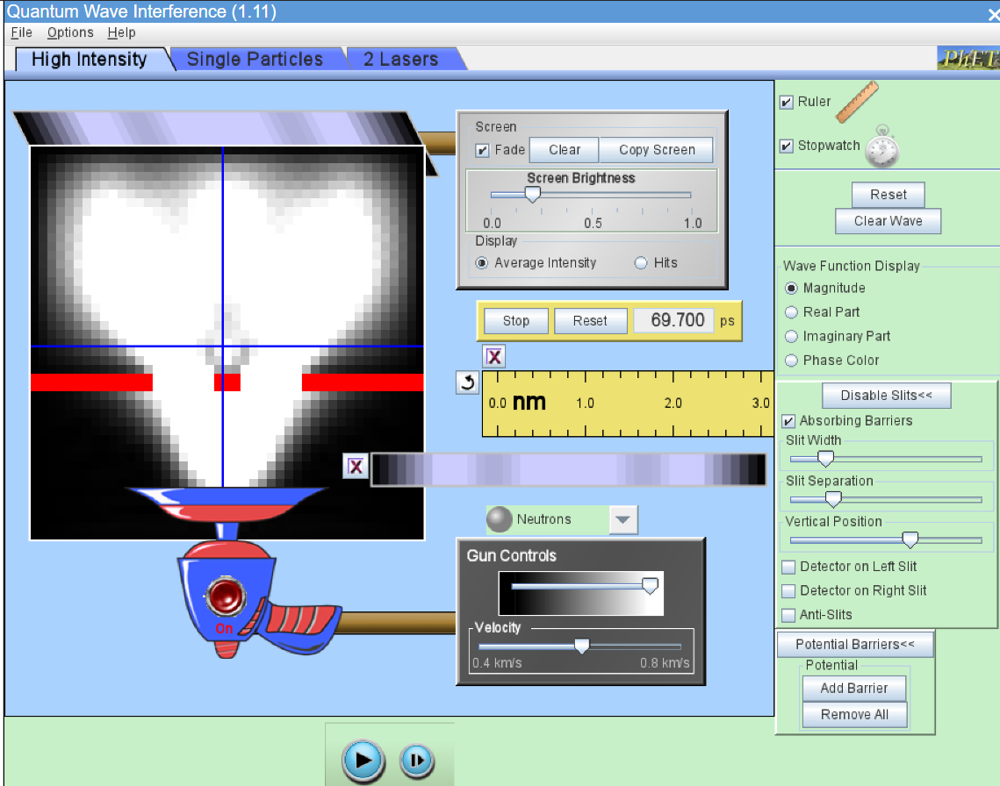 Quantum Wave Interference (1.11)
File Options Help
High Intensity Single Particles 2 Lasers
PhET
Ruler
Stopwatch
Reset
Clear Wave
Screen
Fade Clear Copy Screen
Screen Brightness
0.0 0.5 1.0
Display
Average Intensity Hits
Stop Reset 69.700 ps
X
0.0 nm 1.0 2.0 3.0
X
Neutrons
Gun Controls
Velocity
0.4 km/s 0.8 km/s
On
Wave Function Display
Magnitude
Real Part
Imaginary Part
Phase Color
Disable Slits<<
Absorbing Barriers
Slit Width
Slit Separation
Vertical Position
Detector on Left Slit
Detector on Right Slit
Anti-Slits
Potential Barriers<<
Potential
Add Barrier
Remove All